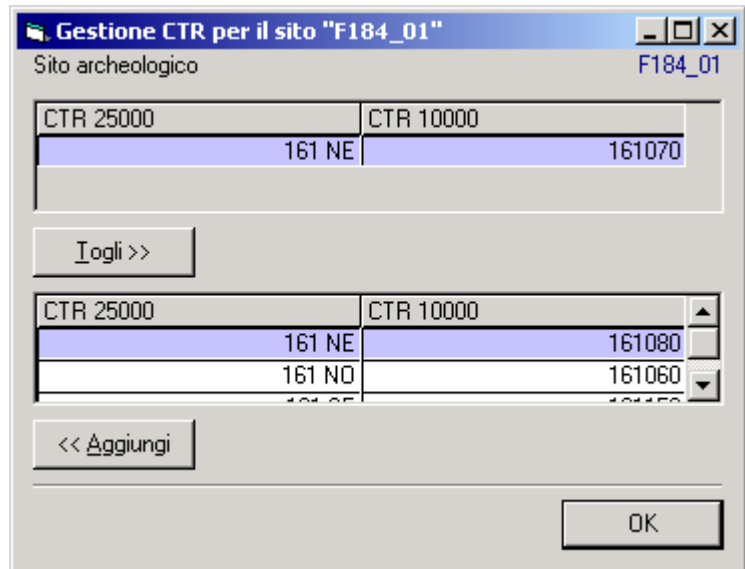 Gestione CTR per il sito "F184_01"
Sito archeologico F184_01
CTR 25000 CTR 10000
161 NE 161070
Togli >>
CTR 25000 CTR 10000
161 NE 161080
161 NO 161060
<< Aggiungi
OK